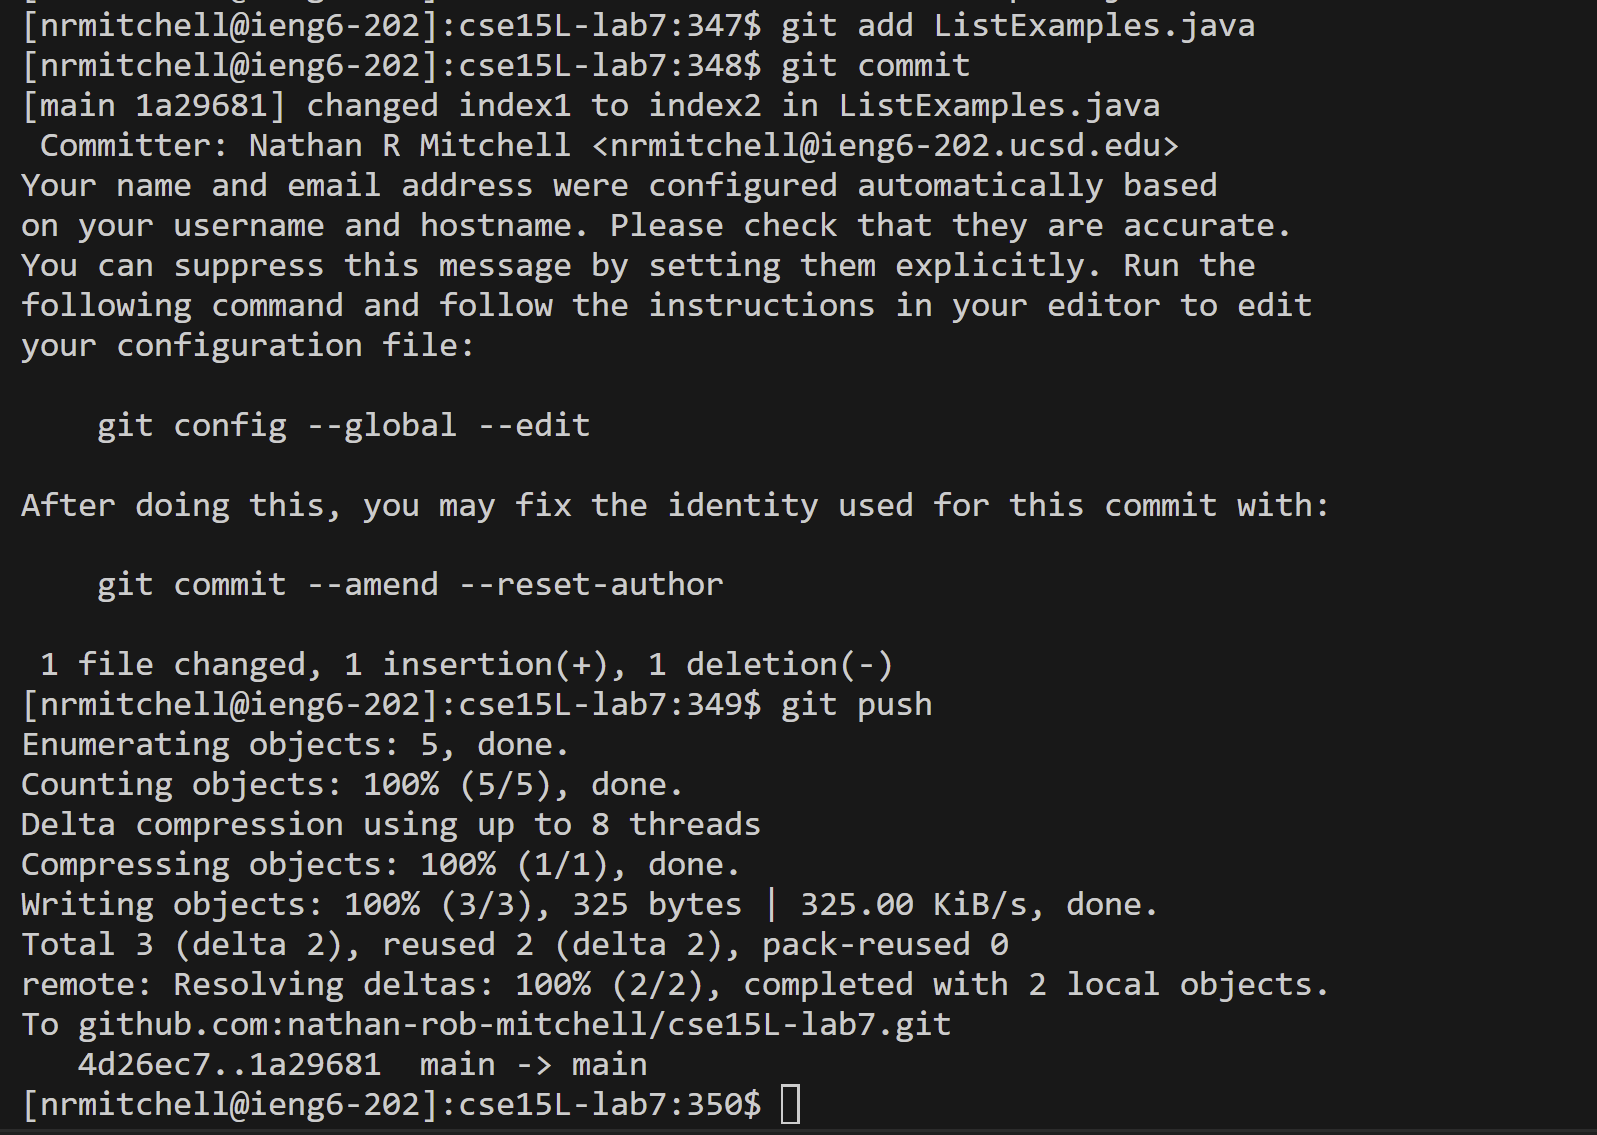 [nrmitchell@ieng6-202]:cse15L-lab7:347$ git add ListExamples.java
[nrmitchell@ieng6-202]:cse15L-lab7:348$ git commit
[main 1a29681] changed index1 to index2 in ListExamples.java
 Committer: Nathan R Mitchell <nrmitchell@ieng6-202.ucsd.edu>
Your name and email address were configured automatically based
on your username and hostname. Please check that they are accurate.
You can suppress this message by setting them explicitly. Run the
following command and follow the instructions in your editor to edit
your configuration file:

    git config --global --edit

After doing this, you may fix the identity used for this commit with:

    git commit --amend --reset-author

 1 file changed, 1 insertion(+), 1 deletion(-)
[nrmitchell@ieng6-202]:cse15L-lab7:349$ git push
Enumerating objects: 5, done.
Counting objects: 100% (5/5), done.
Delta compression using up to 8 threads
Compressing objects: 100% (1/1), done.
Writing objects: 100% (3/3), 325 bytes | 325.00 KiB/s, done.
Total 3 (delta 2), reused 2 (delta 2), pack-reused 0
remote: Resolving deltas: 100% (2/2), completed with 2 local objects.
To github.com:nathan-rob-mitchell/cse15L-lab7.git
   4d26ec7..1a29681  main -> main
[nrmitchell@ieng6-202]:cse15L-lab7:350$